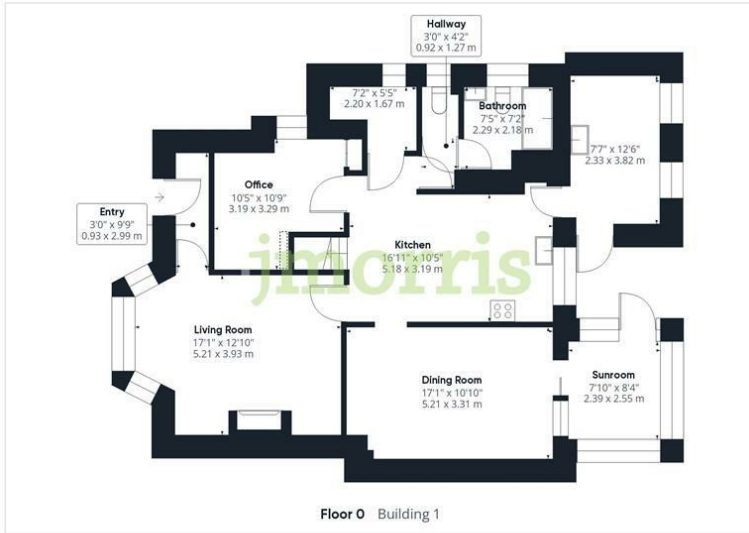 Hallway
3'0" x 4'2"
0.92 x 1.27 m
7'2" x 5'5"
2.20 x 1.67 m
Bathroom
7'5" x 7'2"
2.29 x 2.18 m
7'7" x 12'6"
2.33 x 3.82 m
Office
10'5" x 10'9"
3.19 x 3.29 m
Entry
3'0" x 9'9"
0.93 x 2.99 m
Kitchen
16'11" x 10'5"
5.18 x 3.19 m
jmorris
Living Room
17'1" x 12'10"
5.21 x 3.93 m
Dining Room
17'1" x 10'10"
5.21 x 3.31 m
Sunroom
7'10" x 8'4"
2.39 x 2.55 m
Floor 0 Building 1